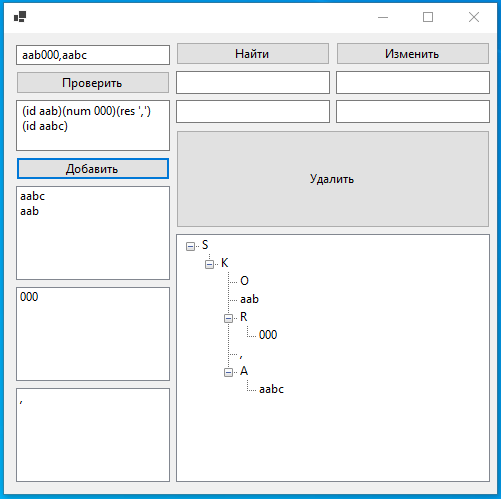 aab000,aabc
Проверить
(id aab)(num 000)(res ',')
(id aabc)
Добавить
aabc
aab
000
,
Найти
Изменить
Удалить
S
K
O
aab
R
000
,
A
aabc